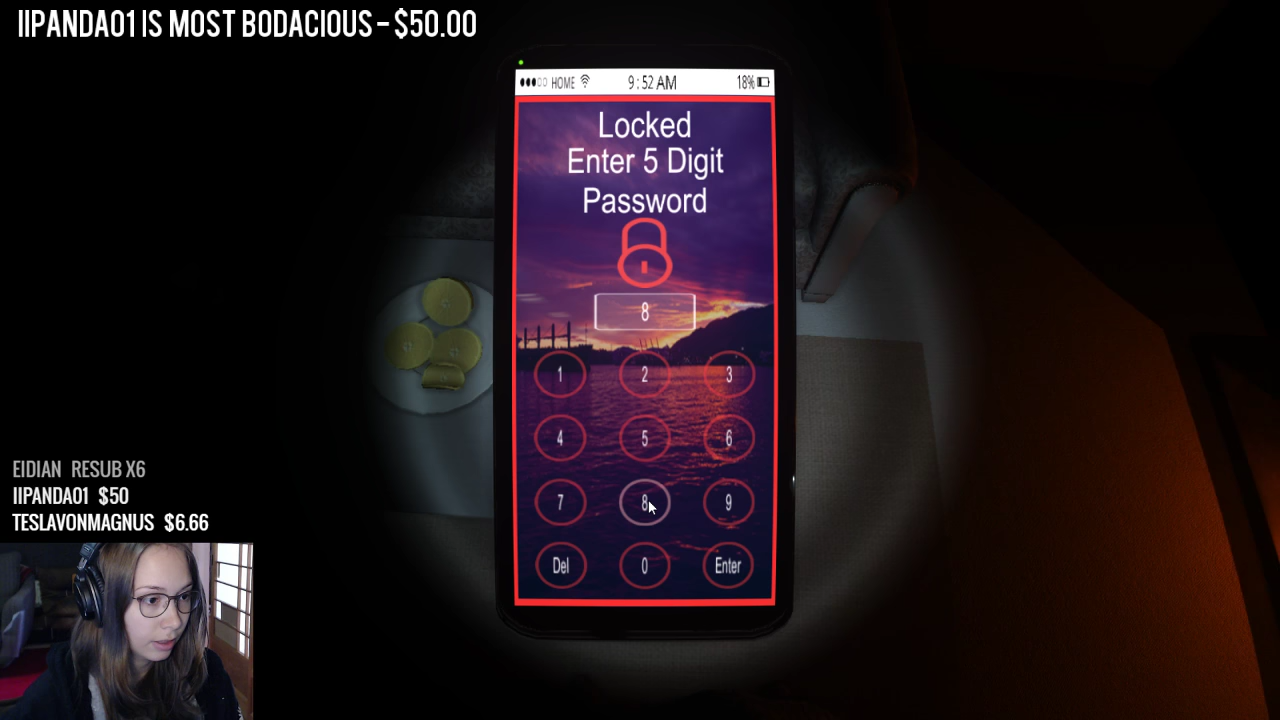 IIPANDA01 IS MOST BODACIOUS - $50.00
HOME 9:52 AM 18%
Locked
Enter 5 Digit
Password
8
1 2 3
4 5 6
7 8 9
Del 0 Enter
EIDIAN RESUB X6
IIPANDA01 $50
TESLAVONMAGNUS $6.66